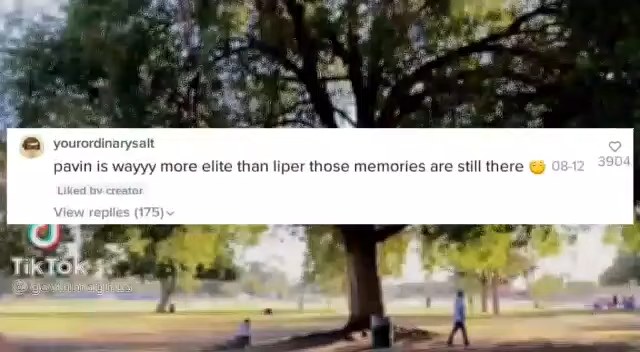 yourordinarysalt
pavin is wayyy more elite than liper those memories are still there 😌 08-12
3904
Liked by creator
View replies (175)
TikTok